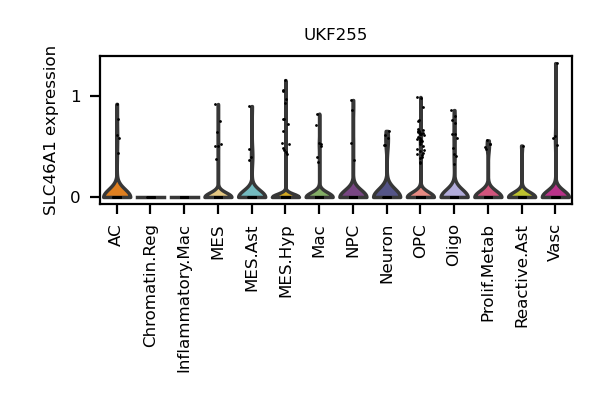 UKF255
SLC46A1 expression
1
0
AC
Chromatin.Reg
Inflammatory.Mac
MES
MES.Ast
MES.Hyp
Mac
NPC
Neuron
OPC
Oligo
Prolif.Metab
Reactive.Ast
Vasc